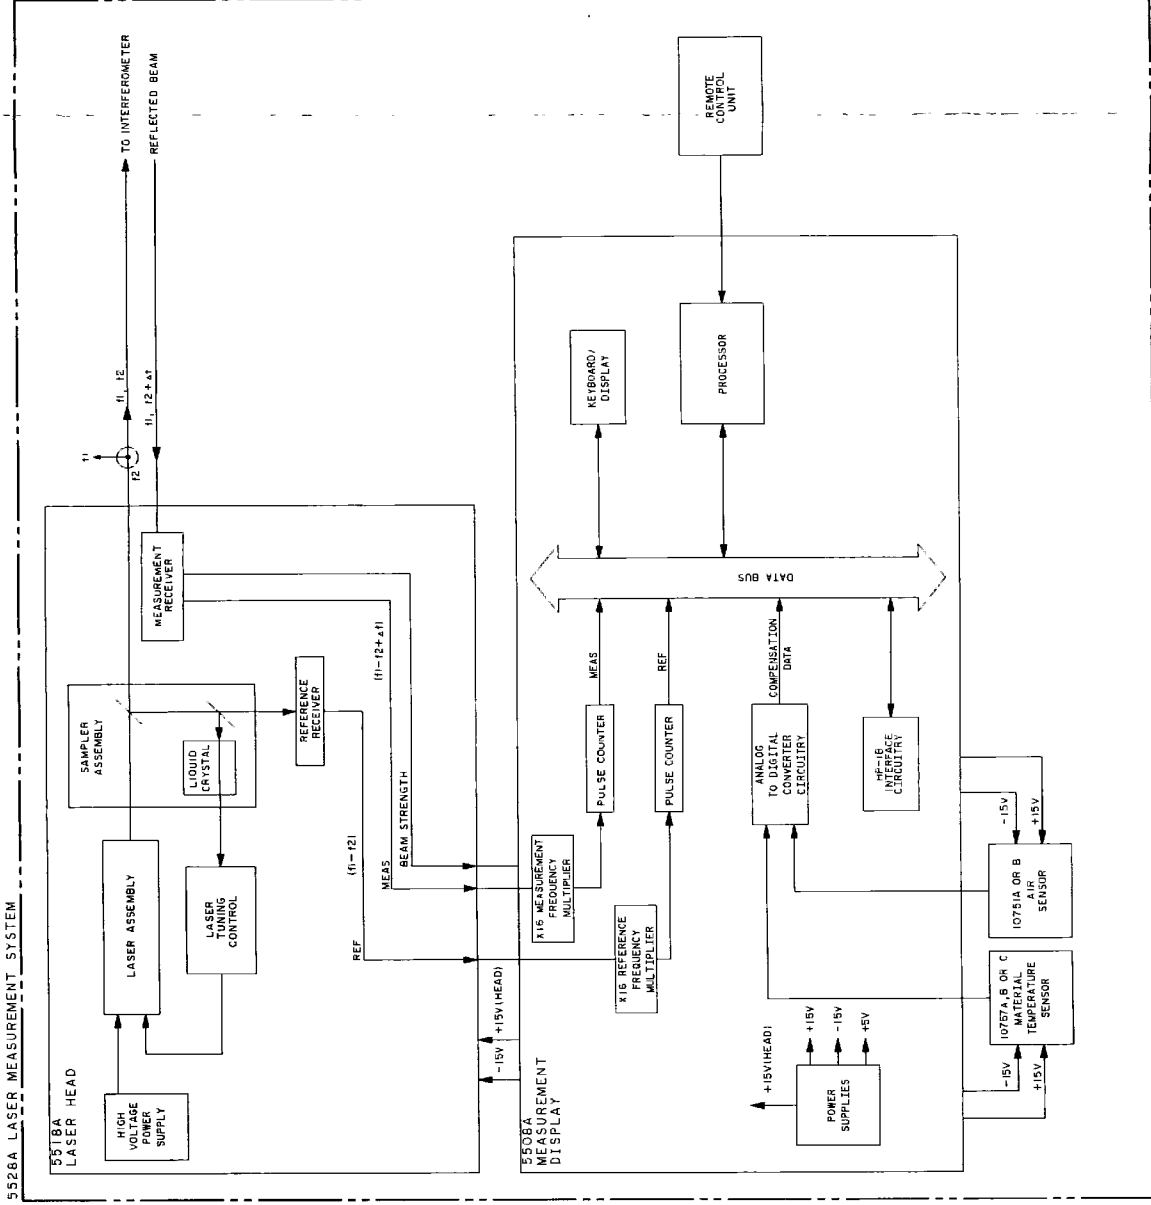 5528A LASER MEASUREMENT SYSTEM
5518A
LASER HEAD
HIGH
VOLTAGE
POWER
SUPPLY
LASER ASSEMBLY
LASER
TUNING
CONTROL
SAMPLER
ASSEMBLY
LIQUID
CRYSTAL
REFERENCE
RECEIVER
MEASUREMENT
RECEIVER
f1
f2
f1, f2
TO INTERFEROMETER
f1, f2 + Δf
REFLECTED BEAM
(f1-f2)
REF
(f1-f2+Δf)
MEAS
BEAM STRENGTH
-15V
+15V(HEAD)
5508A
MEASUREMENT
DISPLAY
X16 MEASUREMENT
FREQUENCY
MULTIPLIER
X16 REFERENCE
FREQUENCY
MULTIPLIER
PULSE COUNTER
MEAS
PULSE COUNTER
REF
DATA BUS
KEYBOARD/
DISPLAY
PROCESSOR
REMOTE
CONTROL
UNIT
ANALOG
TO DIGITAL
CONVERTER
CIRCUITRY
COMPENSATION
DATA
HP-IB
INTERFACE
CIRCUITRY
+15V(HEAD)
POWER
SUPPLIES
+15V
-15V
+5V
-15V
+15V
10757A,B OR C
MATERIAL
TEMPERATURE
SENSOR
10751A OR B
AIR
SENSOR
-15V
+15V